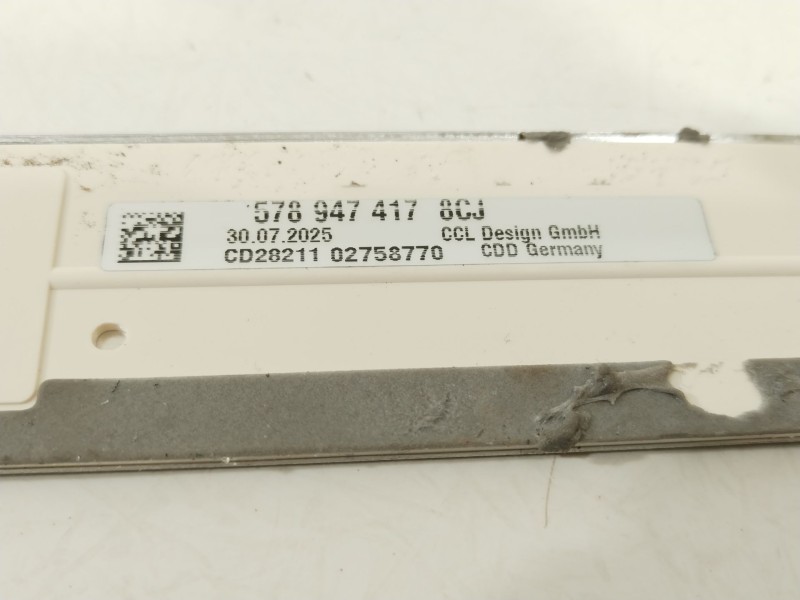 578 947 417 8CJ
30.07.2025 CCL Design GmbH
CD28211 02758770 CDD Germany